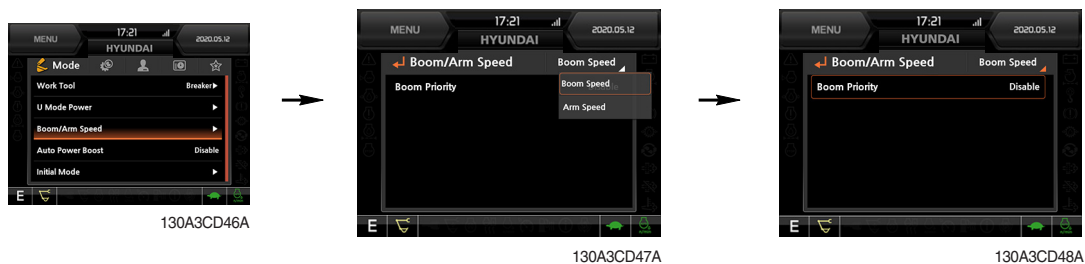 MENU
17:21
2020.05.12
HYUNDAI
Mode
Work Tool Breaker▶
U Mode Power ▶
Boom/Arm Speed ▶
Auto Power Boost Disable
Initial Mode ▶
E
130A3CD46A
MENU
17:21
2020.05.12
HYUNDAI
Boom/Arm Speed Boom Speed
Boom Priority
Boom Speed
Arm Speed
E
130A3CD47A
MENU
17:21
2020.05.12
HYUNDAI
Boom/Arm Speed Boom Speed
Boom Priority Disable
E
130A3CD48A